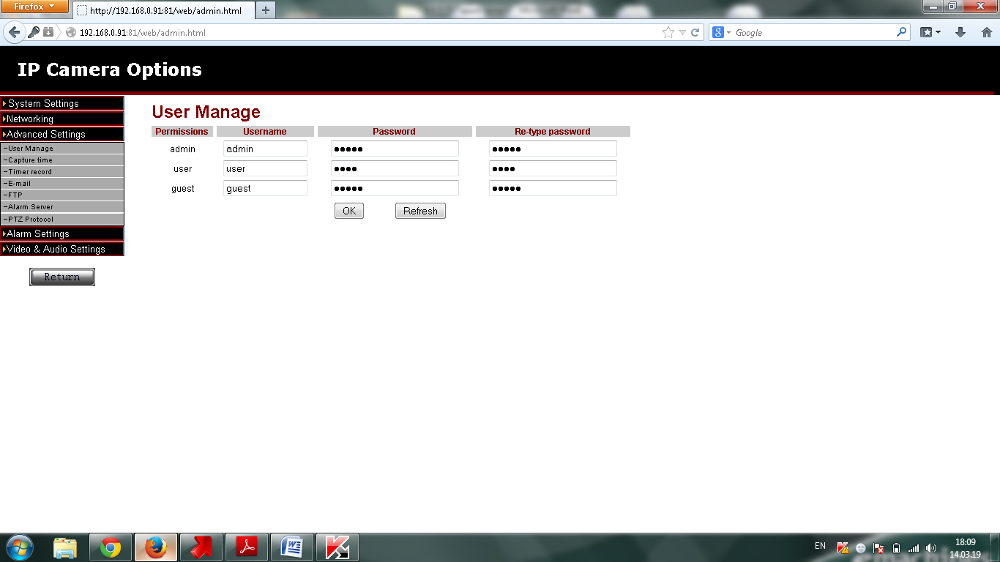 Firefox
http://192.168.0.91:81/web/admin.html
192.168.0.91:81/web/admin.html
Google
IP Camera Options
System Settings
Networking
Advanced Settings
−User Manage
−Capture time
−Timer record
−E-mail
−FTP
−Alarm Server
−PTZ Protocol
Alarm Settings
Video & Audio Settings
Return
User Manage
Permissions Username Password Re-type password
admin admin ●●●●● ●●●●●
user user ●●●● ●●●●
guest guest ●●●●● ●●●●●
OK Refresh
EN
18:09
14.03.19